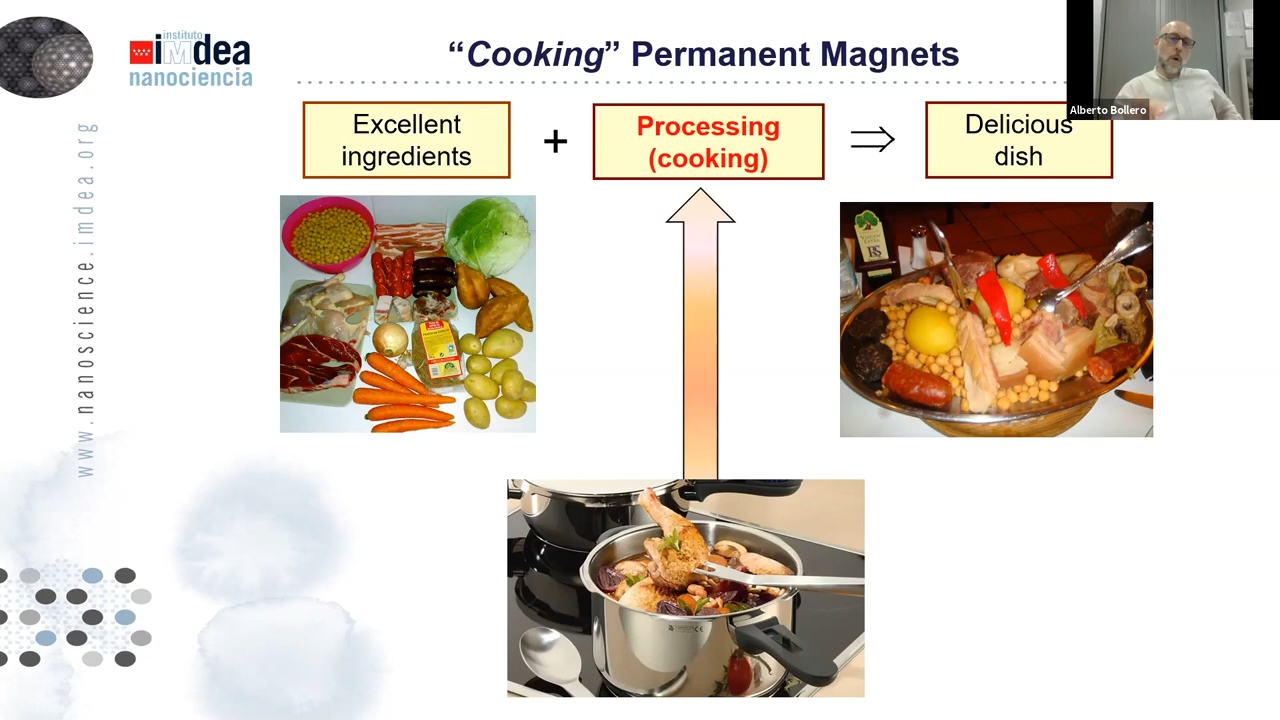 instituto
imdea
nanociencia
www.nanoscience.imdea.org
“Cooking” Permanent Magnets
Alberto Bollero
Excellent
ingredients
+
Processing
(cooking)
⇒
Delicious
dish